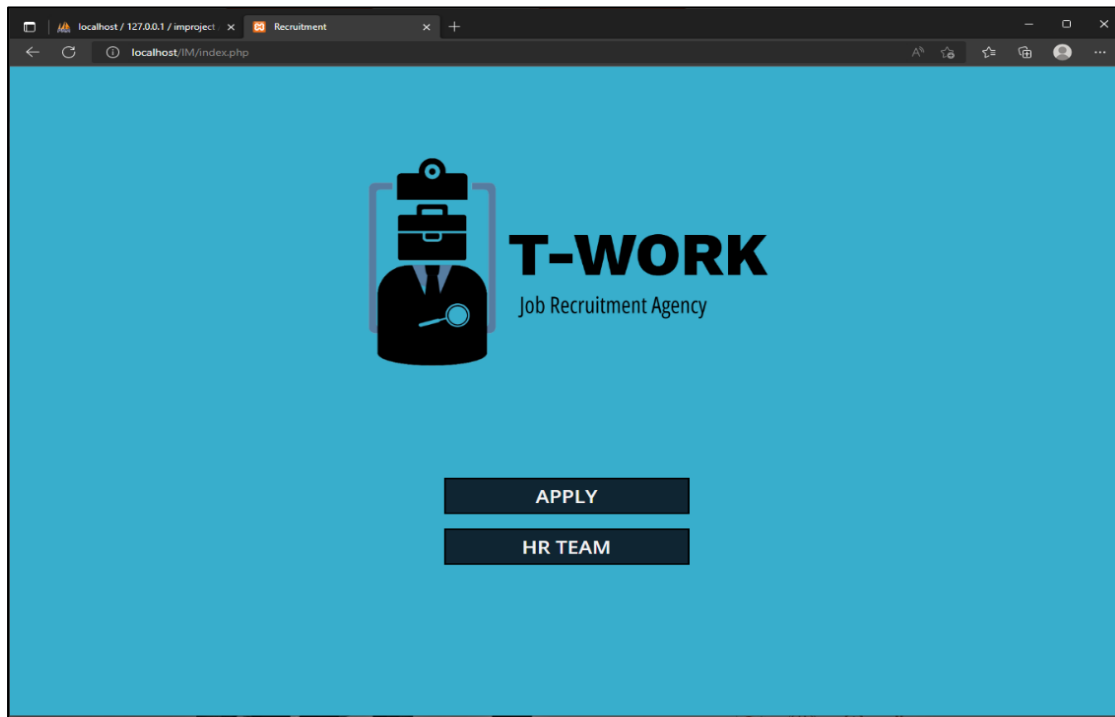 localhost / 127.0.0.1 / improject
Recruitment
localhost/IM/index.php
T-WORK
Job Recruitment Agency
APPLY
HR TEAM